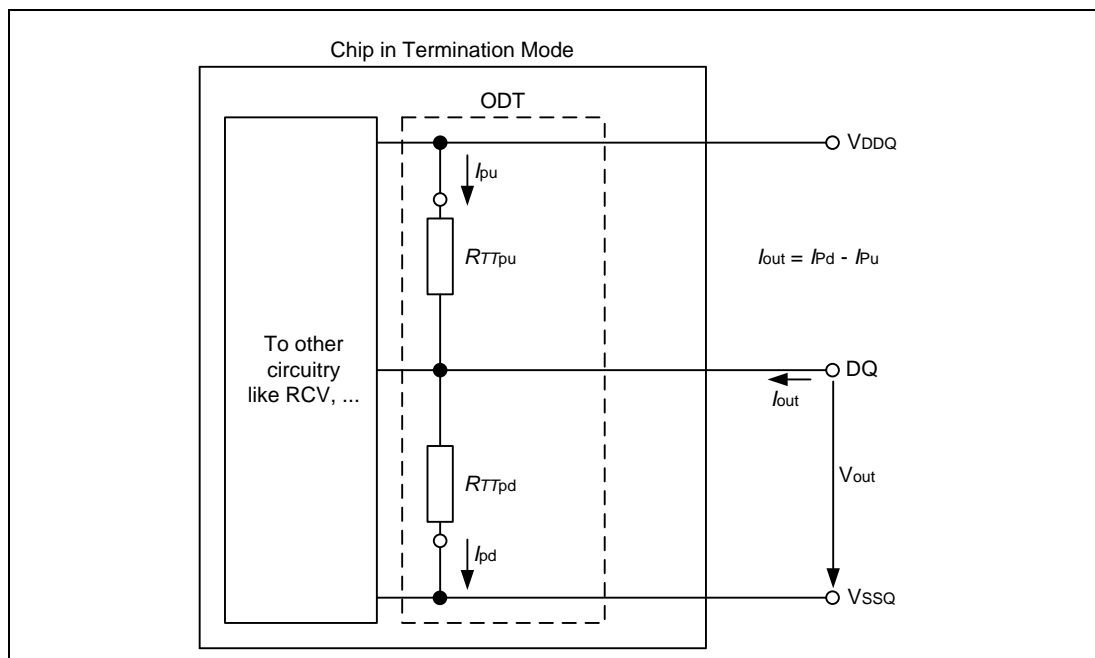 Chip in Termination Mode
ODT
VDDQ
Ipu
RTTpu
Iout = IPd - IPu
To other
circuitry
like RCV, ...
DQ
Iout
RTTpd
Vout
Ipd
VSSQ